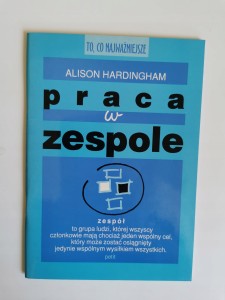 TO, CO NAJWAŻNIEJSZE
ALISON HARDINGHAM
praca
w
zespole
zespół
to grupa ludzi, której wszyscy
członkowie mają chociaż jeden wspólny cel,
który może zostać osiągnięty
jedynie wspólnym wysiłkiem wszystkich.
petit